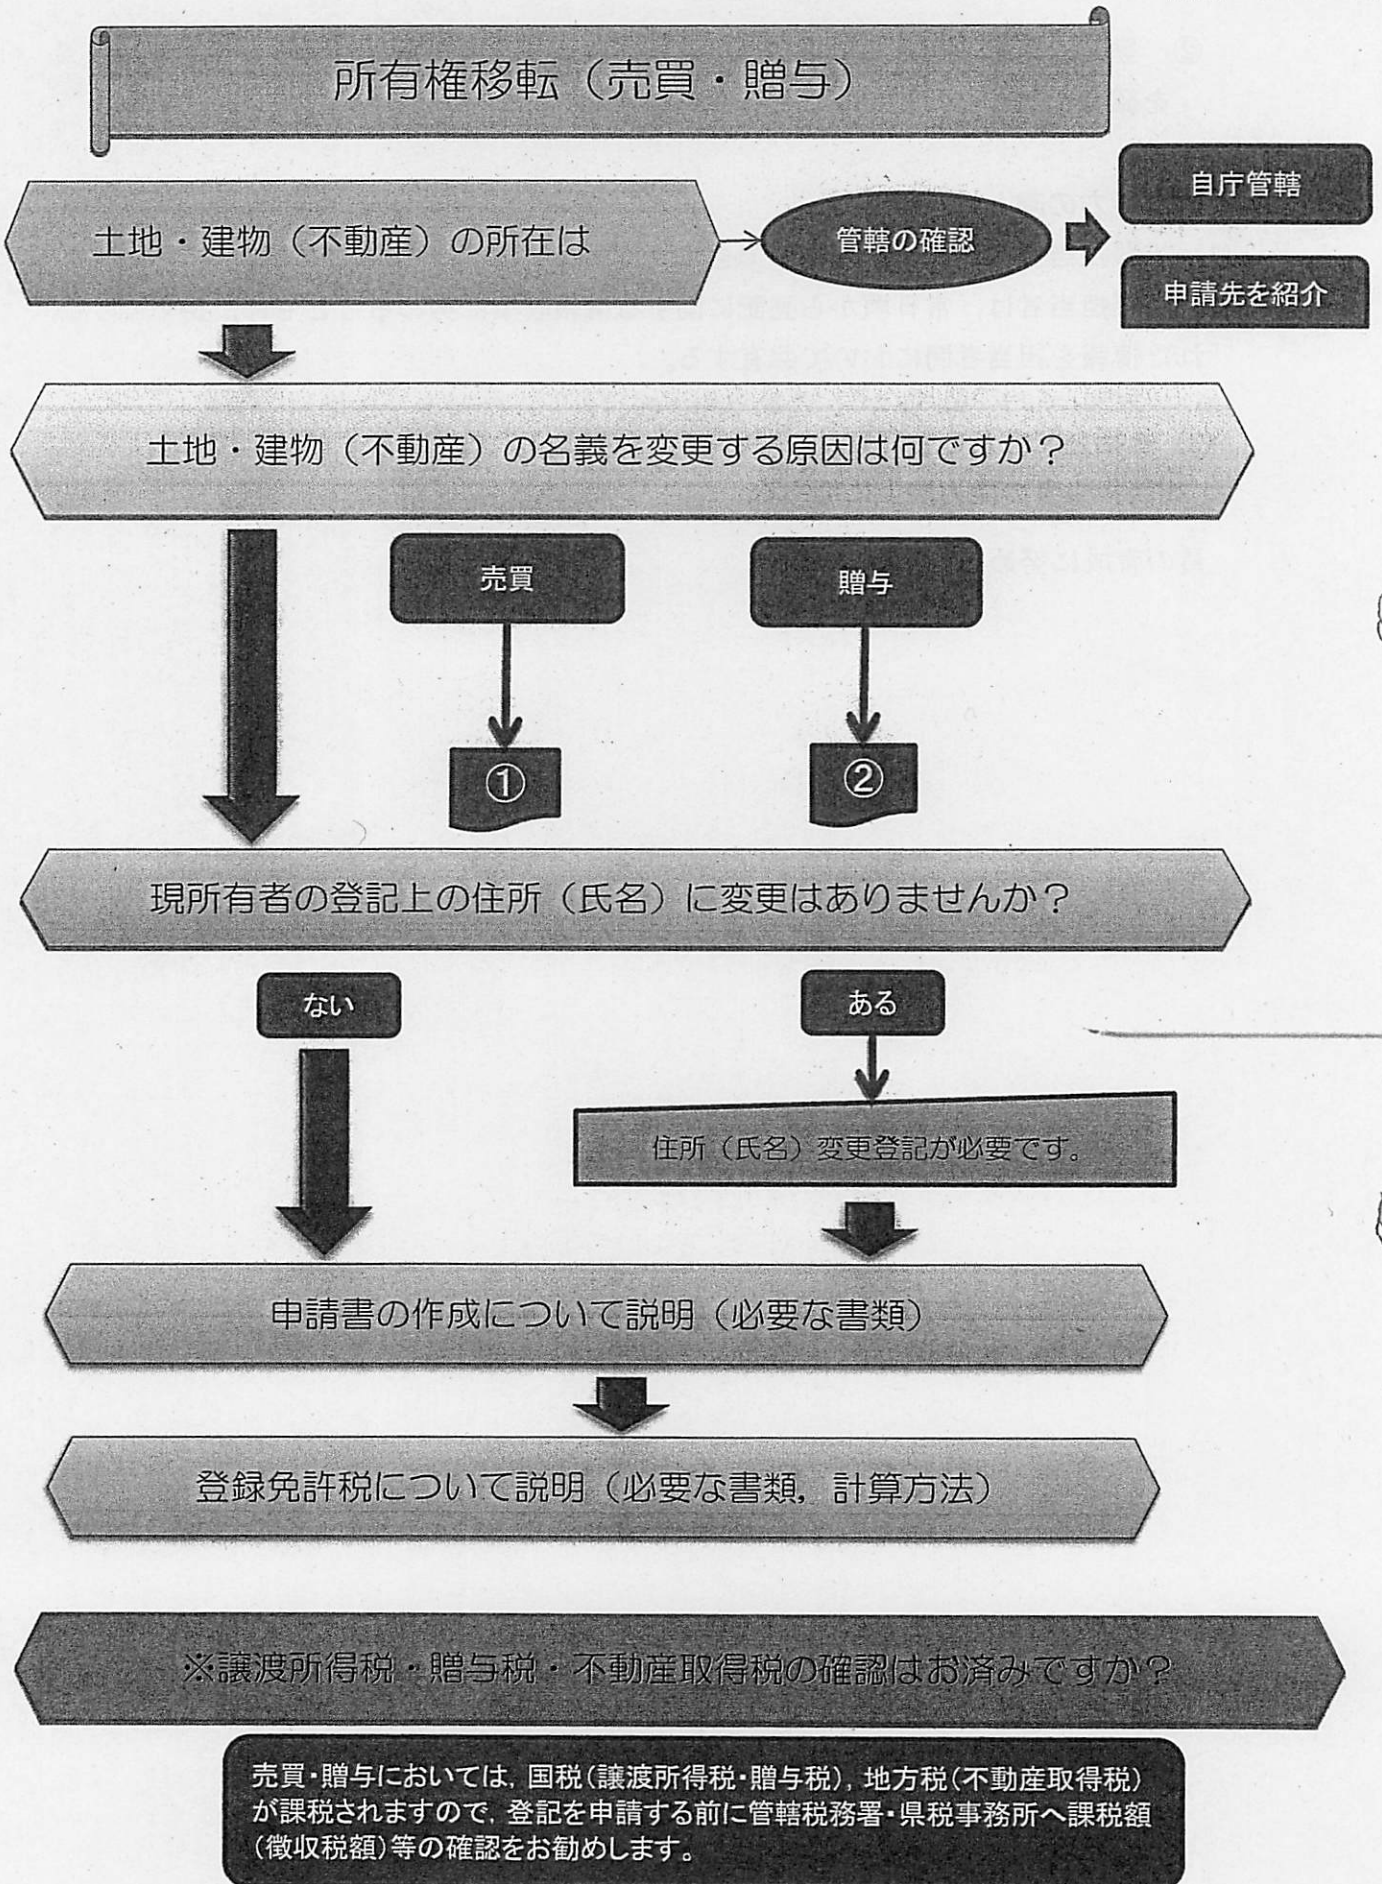 所有権移転（売買・贈与）
土地・建物（不動産）の所在は
管轄の確認
自庁管轄
申請先を紹介
土地・建物（不動産）の名義を変更する原因は何ですか？
売買
贈与
①
②
現所有者の登記上の住所（氏名）に変更はありませんか？
ない
ある
住所（氏名）変更登記が必要です。
申請書の作成について説明（必要な書類）
登録免許税について説明（必要な書類，計算方法）
※譲渡所得税・贈与税・不動産取得税の確認はお済みですか？
売買・贈与においては，国税（譲渡所得税・贈与税），地方税（不動産取得税）
が課税されますので，登記を申請する前に管轄税務署・県税事務所へ課税額
（徴収税額）等の確認をお勧めします。